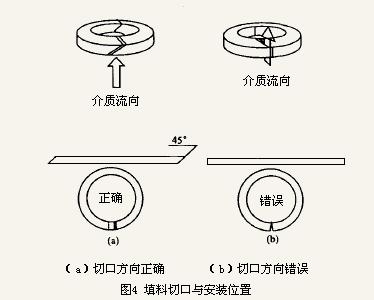 介质流向
介质流向
45°
正确
错误
(a)
(b)
(a)切口方向正确
(b)切口方向错误
图4 填料切口与安装位置